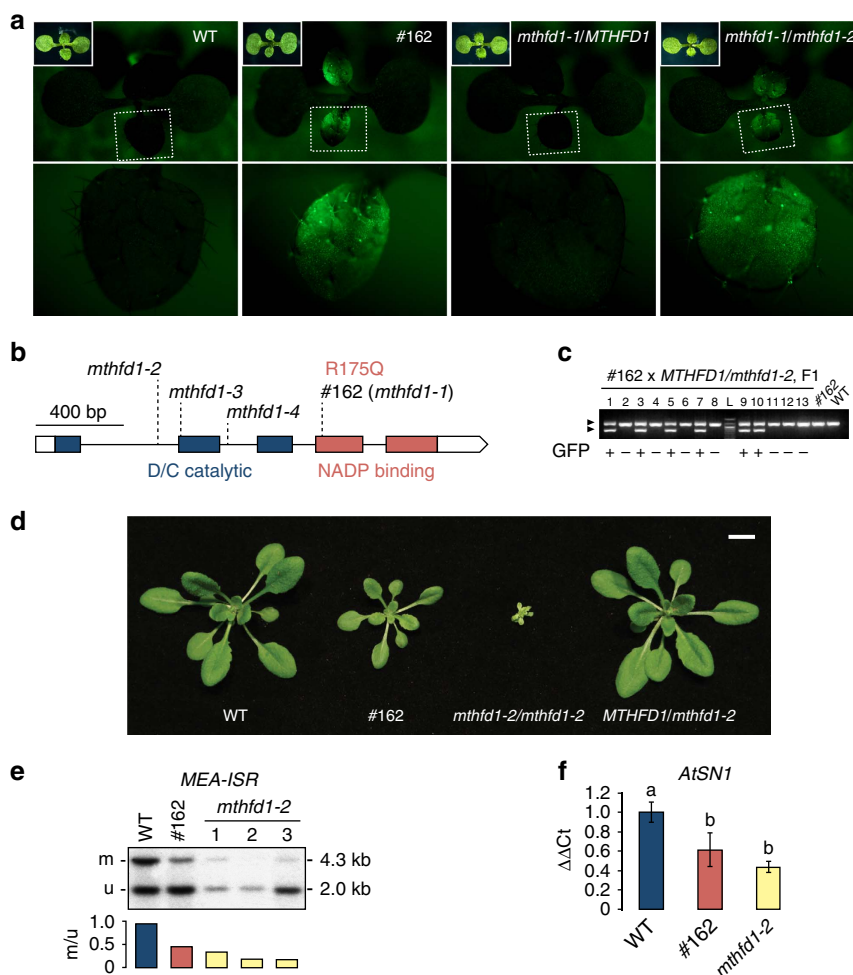 a
WT
#162
mthfd1-1/MTHFD1
mthfd1-1/mthfd1-2
b
mthfd1-2
mthfd1-3
mthfd1-4
R175Q
#162 (mthfd1-1)
400 bp
D/C catalytic
NADP binding
c
#162 x MTHFD1/mthfd1-2, F1
1 2 3 4 5 6 7 8 L 9 10 11 12 13 #162 WT
GFP + – + – + – + – + + – – –
d
WT
#162
mthfd1-2/mthfd1-2
MTHFD1/mthfd1-2
e
MEA-ISR
WT #162 mthfd1-2
1 2 3
m - - 4.3 kb
u - - 2.0 kb
m/u
1.0
0.5
0
f
AtSN1
ΔΔCt
1.2
1.0
0.8
0.6
0.4
0.2
0
a
b
b
WT
#162
mthfd1-2